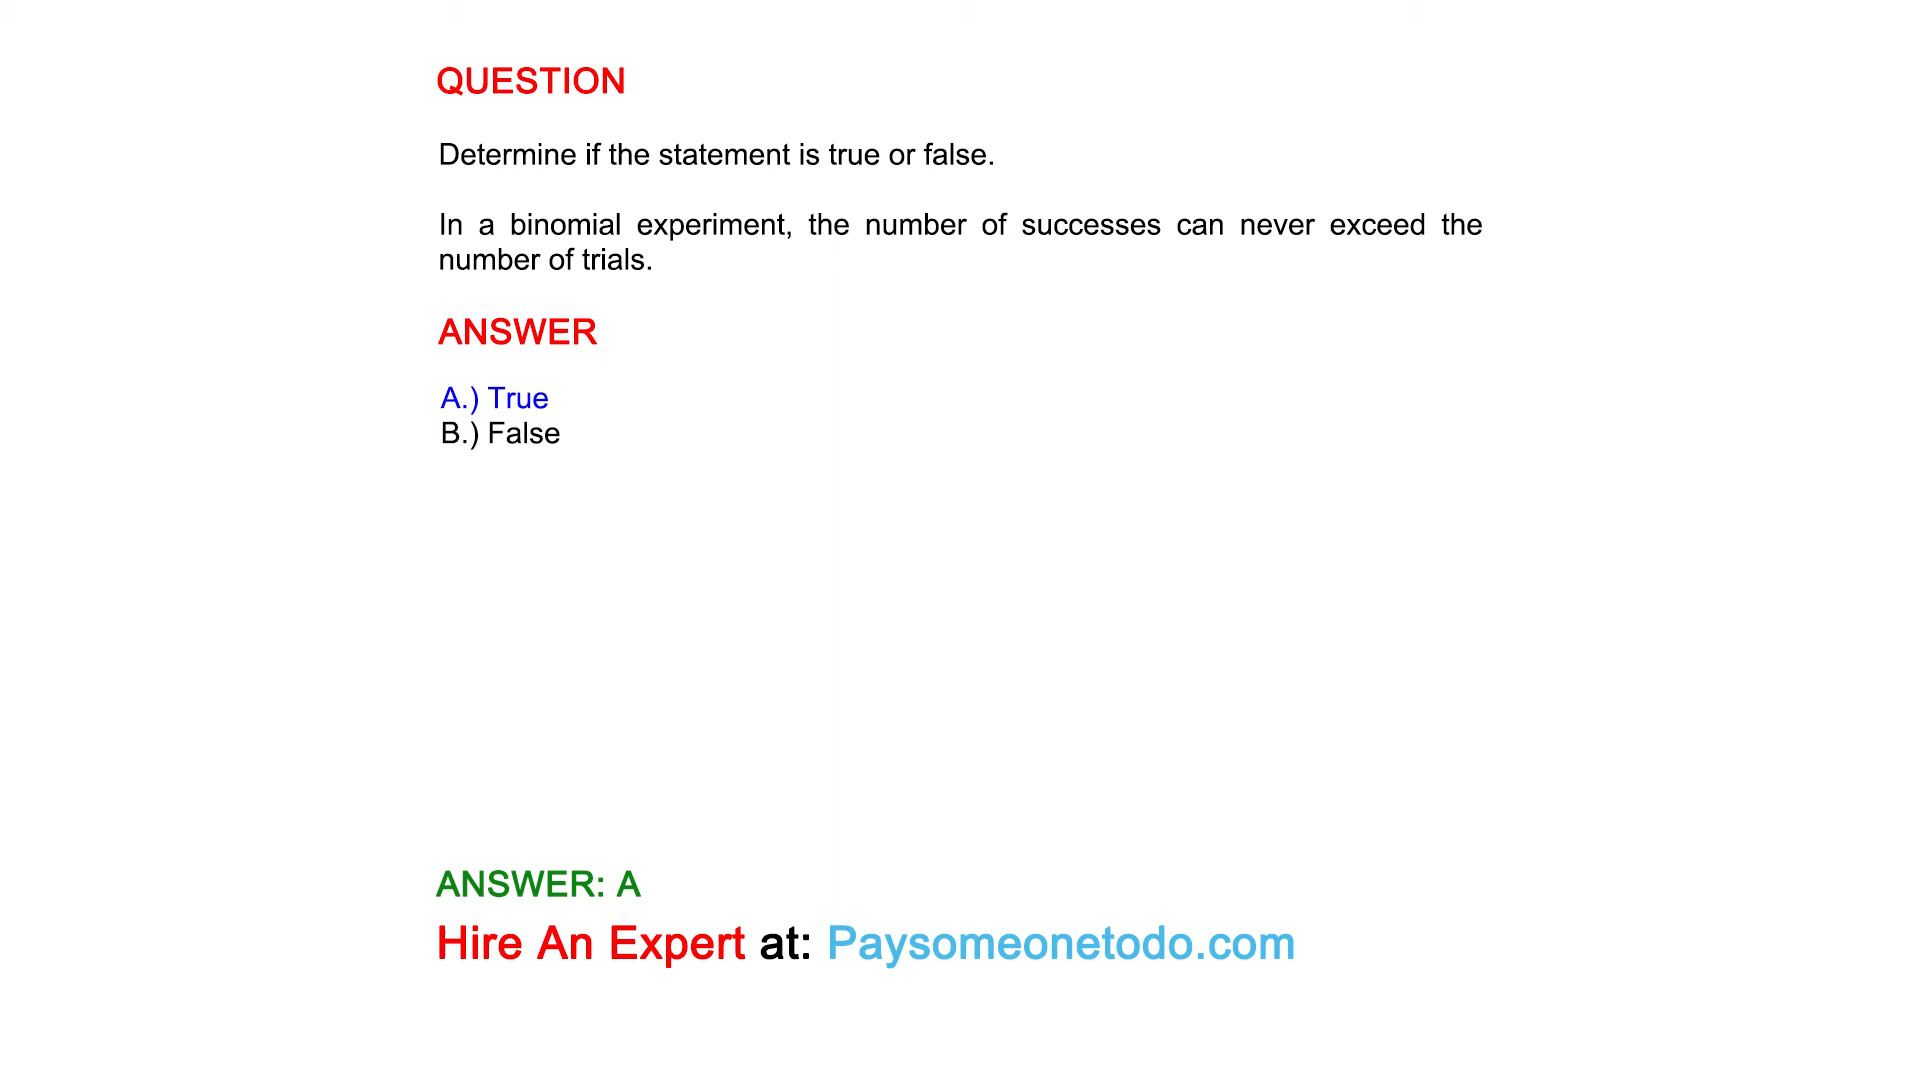 QUESTION
Determine if the statement is true or false.
In a binomial experiment, the number of successes can never exceed the
number of trials.
ANSWER
A.) True
B.) False
ANSWER: A
Hire An Expert at: Paysomeonetodo.com